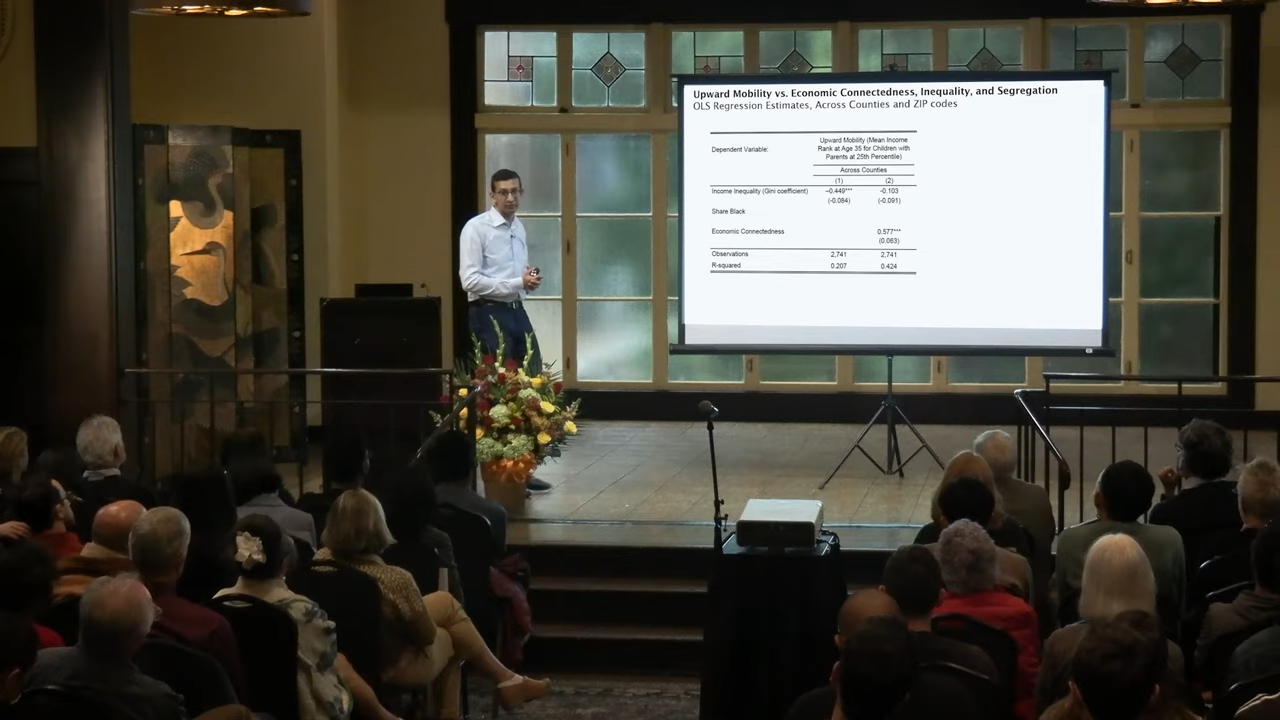 Upward Mobility vs. Economic Connectedness, Inequality, and Segregation
OLS Regression Estimates, Across Counties and ZIP codes
Dependent Variable:
Upward Mobility (Mean Income
Rank at Age 35 for Children with
Parents at 25th Percentile)
Across Counties
(1) (2)
Income Inequality (Gini coefficient) –0.449*** -0.103
(-0.084) (-0.091)
Share Black
Economic Connectedness 0.577***
(0.063)
Observations 2,741 2,741
R-squared 0.207 0.424